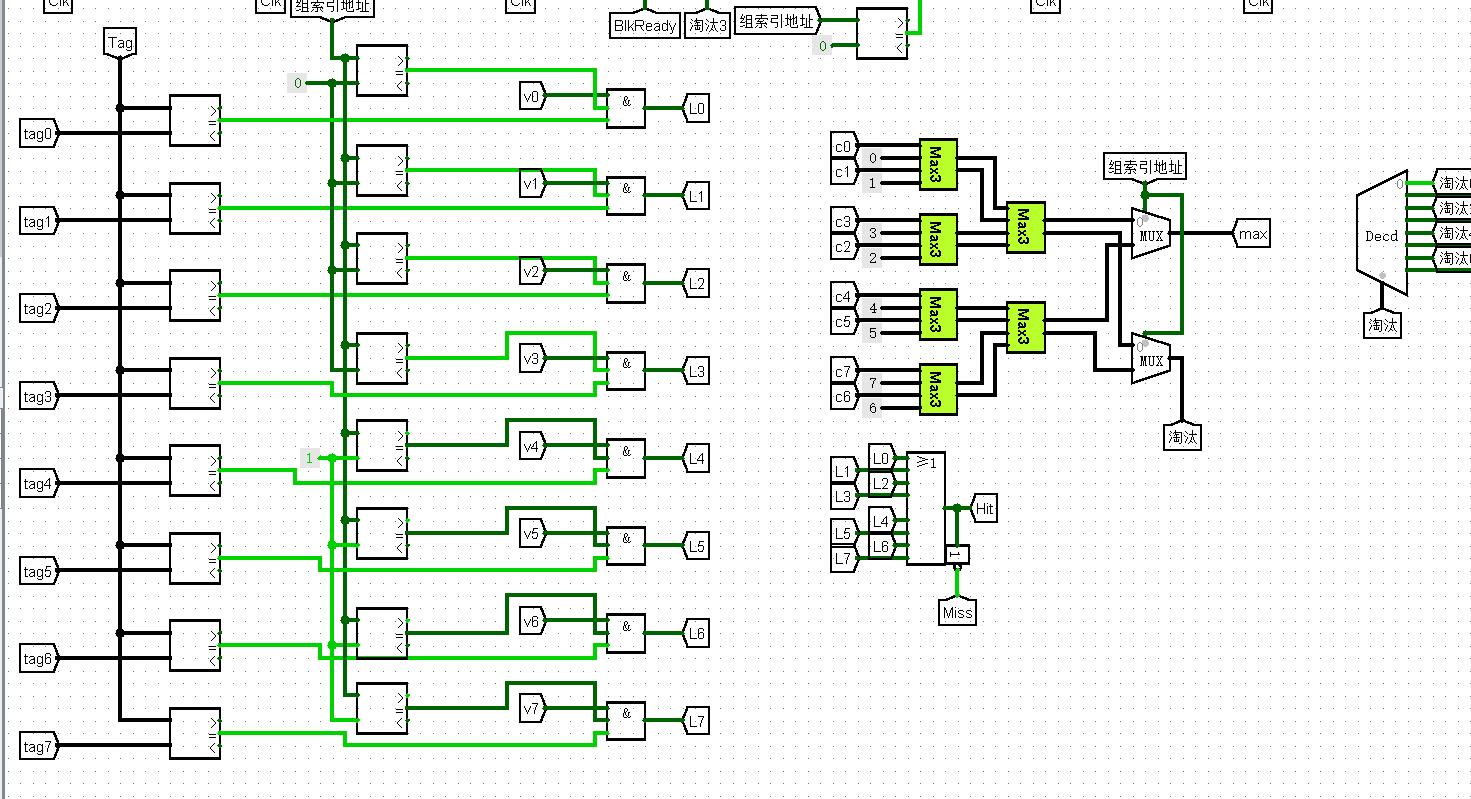 Clk
Clk
组索引地址
Clk
BlkReady
淘汰3
组索引地址
0
>
=
<
Clk
Clk
Tag
0
>
=
<
v0
&
L0
tag0
>
=
<
>
=
<
v1
&
L1
tag1
>
=
<
>
=
<
v2
&
L2
tag2
>
=
<
>
=
<
v3
&
L3
tag3
>
=
<
1
>
=
<
v4
&
L4
tag4
>
=
<
>
=
<
v5
&
L5
tag5
>
=
<
>
=
<
v6
&
L6
tag6
>
=
<
>
=
<
v7
&
L7
tag7
>
=
<
c0
0
c1
1
Max3
c3
3
c2
2
Max3
Max3
c4
4
c5
5
Max3
c7
7
c6
6
Max3
Max3
组索引地址
0
MUX
max
0
MUX
淘汰
L0
L1
L2
L3
L4
L5
L6
L7
≥1
Hit
1
Miss
0
Decd
淘汰
淘汰
淘汰
淘汰
淘汰